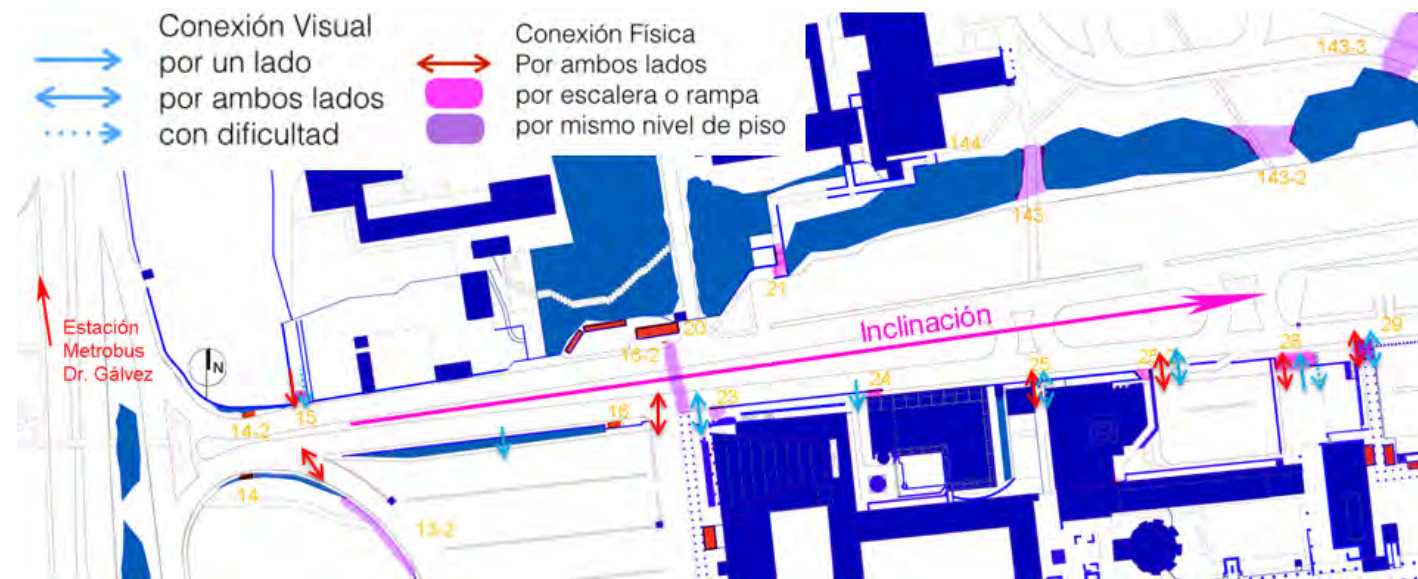 Conexión Visual
por un lado
por ambos lados
con dificultad
Conexión Física
Por ambos lados
por escalera o rampa
por mismo nivel de piso
143-3
144
143-2
143
21
Inclinación
Estación
Metrobus
Dr. Gálvez
N
20
16-2
29
28
25
24
23
16
15
14-2
14
13-2